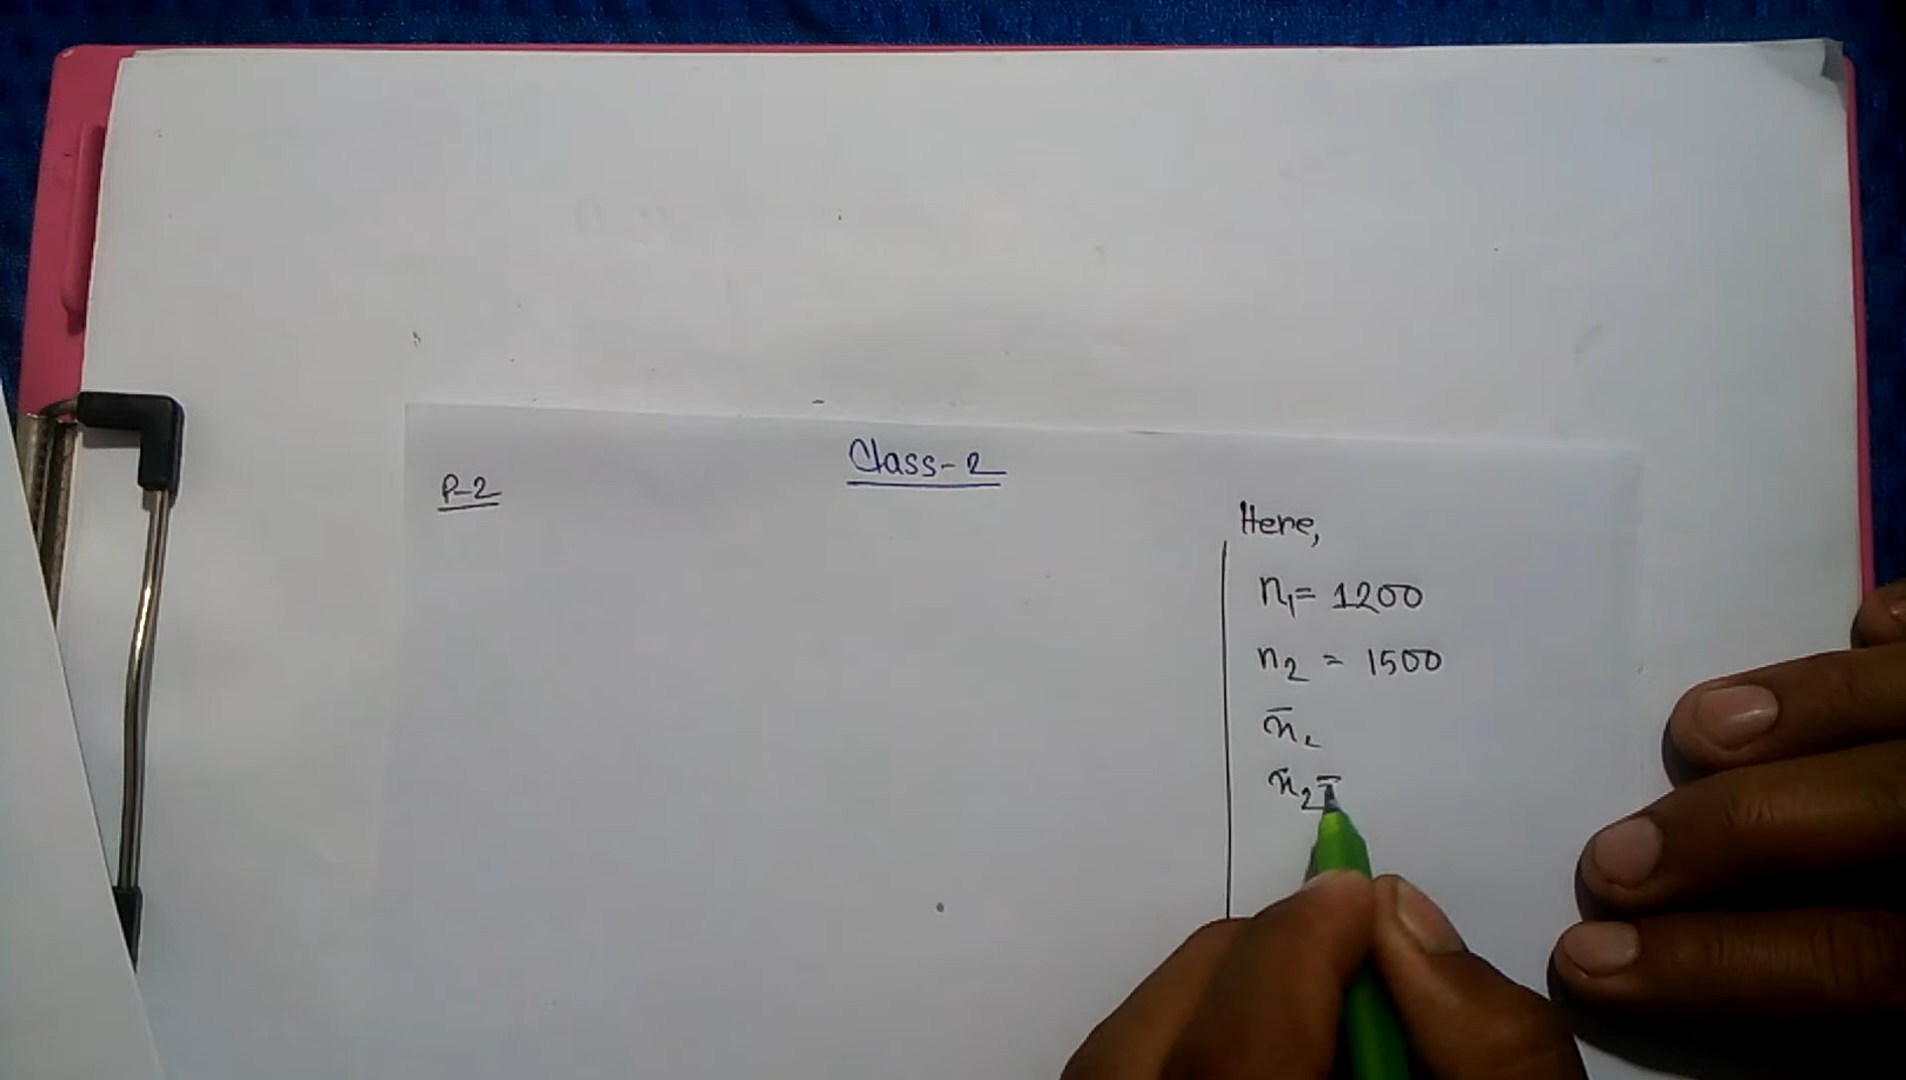 Class-2
P-2
Here,
n₁= 1200
n₂ = 1500
x̄₁
x̄₂ =